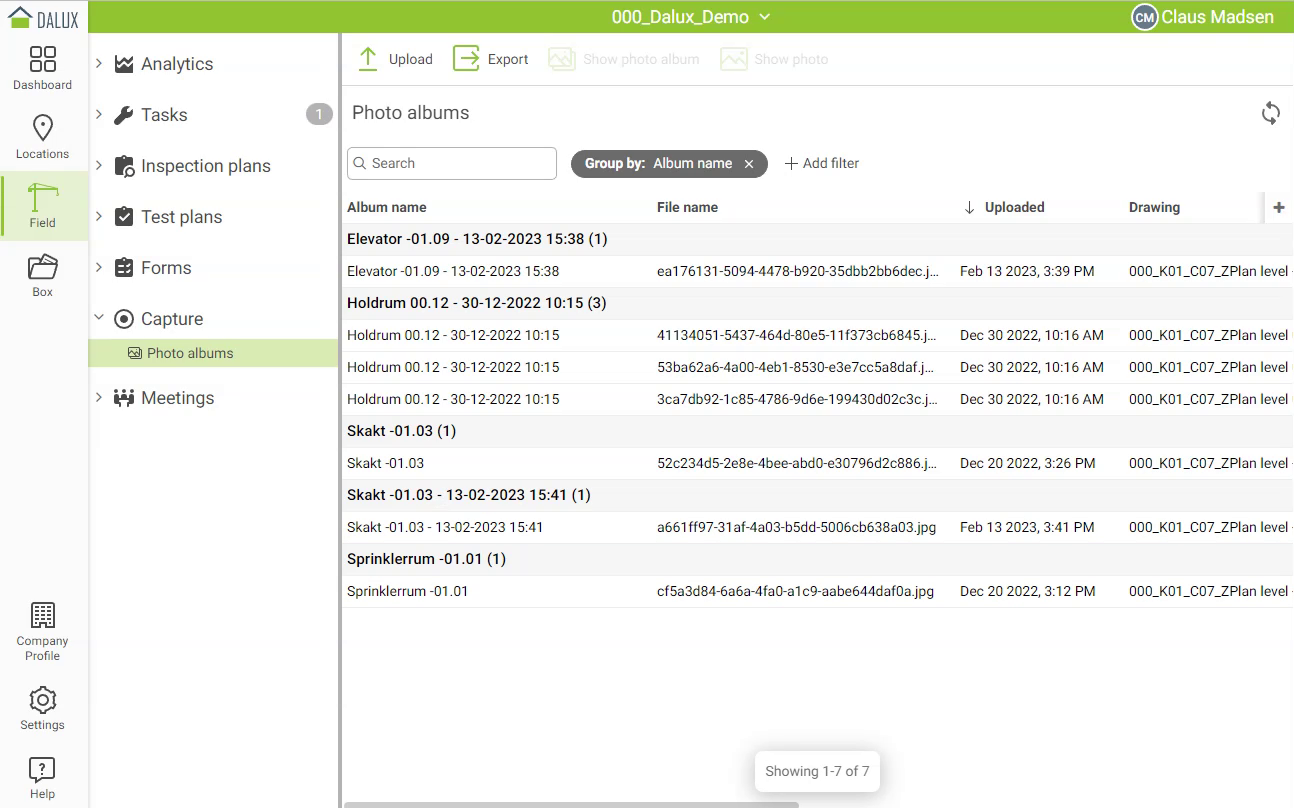 DALUX
000_Dalux_Demo
CM Claus Madsen
Dashboard
Locations
Field
Box
Company
Profile
Settings
Help
Analytics
Tasks 1
Inspection plans
Test plans
Forms
Capture
Photo albums
Meetings
Upload Export Show photo album Show photo
Photo albums
Search Group by: Album name × + Add filter
Album name File name ↓ Uploaded Drawing +
Elevator -01.09 - 13-02-2023 15:38 (1)
Elevator -01.09 - 13-02-2023 15:38 ea176131-5094-4478-b920-35dbb2bb6dec.j... Feb 13 2023, 3:39 PM 000_K01_C07_ZPlan level -
Holdrum 00.12 - 30-12-2022 10:15 (3)
Holdrum 00.12 - 30-12-2022 10:15 41134051-5437-464d-80e5-11f373cb6845.j... Dec 30 2022, 10:16 AM 000_K01_C07_ZPlan level
Holdrum 00.12 - 30-12-2022 10:15 53ba62a6-4a00-4eb1-8530-e3e7cc5a8daf.j... Dec 30 2022, 10:16 AM 000_K01_C07_ZPlan level
Holdrum 00.12 - 30-12-2022 10:15 3ca7db92-1c85-4786-9d6e-199430d02c3c.j... Dec 30 2022, 10:16 AM 000_K01_C07_ZPlan level
Skakt -01.03 (1)
Skakt -01.03 52c234d5-2e8e-4bee-abd0-e30796d2c886.j... Dec 20 2022, 3:26 PM 000_K01_C07_ZPlan level -
Skakt -01.03 - 13-02-2023 15:41 (1)
Skakt -01.03 - 13-02-2023 15:41 a661ff97-31af-4a03-b5dd-5006cb638a03.jpg Feb 13 2023, 3:41 PM 000_K01_C07_ZPlan level -
Sprinklerrum -01.01 (1)
Sprinklerrum -01.01 cf5a3d84-6a6a-4fa0-a1c9-aabe644daf0a.jpg Dec 20 2022, 3:12 PM 000_K01_C07_ZPlan level -
Showing 1-7 of 7